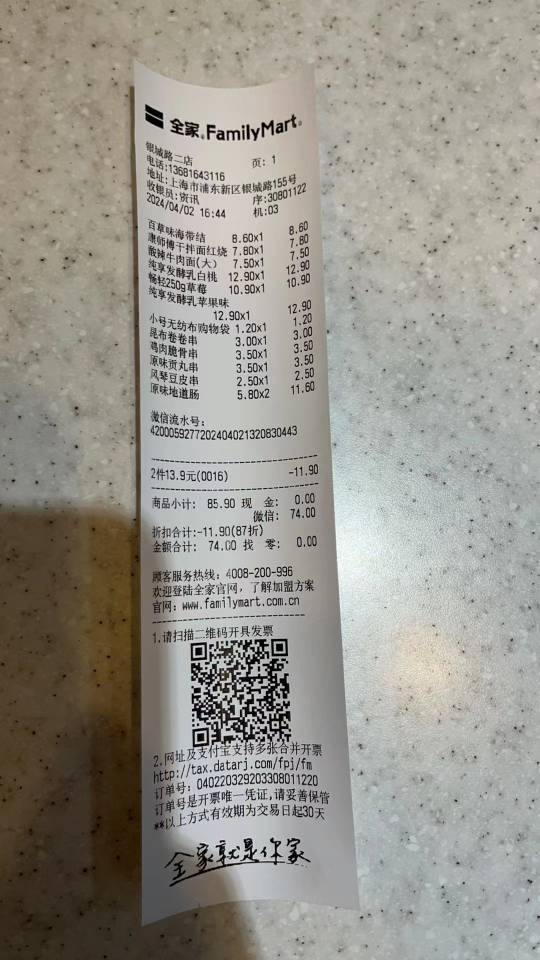 全家 FamilyMart
银城路二店 页: 1
电话:13681643116
地址:上海市浦东新区银城路155号
收银员:资讯 序:30801122
2024/04/02 16:44 机:03
百草味海带结 8.60x1 8.60
康师傅干拌面红烧 7.80x1 7.80
酸辣牛肉面(大) 7.50x1 7.50
纯享发酵乳白桃 12.90x1 12.90
畅轻250g草莓 10.90x1 10.90
纯享发酵乳苹果味
12.90x1 12.90
小号无纺布购物袋 1.20x1 1.20
昆布卷卷串 3.00x1 3.00
鸡肉脆骨串 3.50x1 3.50
原味贡丸串 3.50x1 3.50
风琴豆皮串 2.50x1 2.50
原味地道肠 5.80x2 11.60
微信流水号:
4200059277202404021320830443
2件13.9元(0016) -11.90
商品小计: 85.90 现 金: 0.00
微信: 74.00
折扣合计:-11.90(87折)
金额合计: 74.00 找 零: 0.00
顾客服务热线: 4008-200-996
欢迎登陆全家官网，了解加盟方案
官网: www.familymart.com.cn
1.请扫描二维码开具发票
2.网址及支付宝支持多张合并开票
http://tax.datarj.com/fpj/fm
订单号: 040220329203308011220
订单号是开票唯一凭证,请妥善保管
**以上方式有效期为交易日起30天
全家就是你家